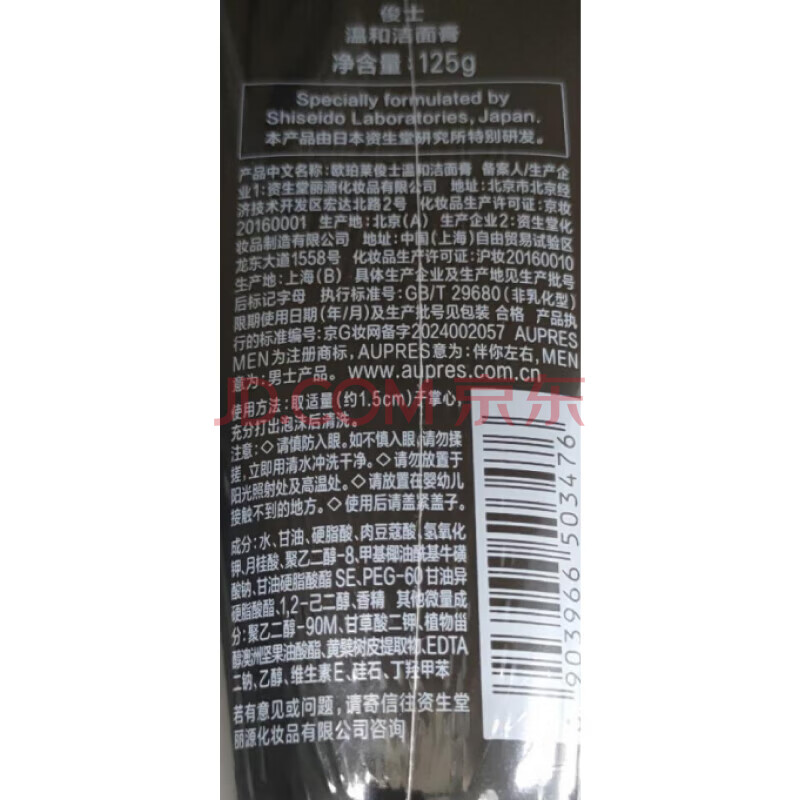 俊士
温和洁面膏
净含量:125g
Specially formulated by
Shiseido Laboratories, Japan.
本产品由日本资生堂研究所特别研发。
产品中文名称:欧珀莱俊士温和洁面膏 备案人/生产企
业1:资生堂丽源化妆品有限公司 地址:北京市北京经
济技术开发区宏达北路2号 化妆品生产许可证:京妆
20160001 生产地:北京(A) 生产企业2:资生堂化
妆品制造有限公司 地址:中国(上海)自由贸易试验区
龙东大道1558号 化妆品生产许可证:沪妆20160010
生产地:上海(B) 具体生产企业及生产地见生产批号
后标记字母 执行标准号:GB/T 29680(非乳化型)
限期使用日期(年/月)及生产批号见包装 合格 产品执
行的标准编号:京G妆网备字2024002057 AUPRES
MEN为注册商标,AUPRES意为:伴你左右,MEN
意为:男士产品。www.aupres.com.cn
JD.COM 京东
使用方法:取适量(约1.5cm)于掌心,
充分打出泡沫后清洗。
注意:◇请慎防入眼。如不慎入眼,请勿揉
搓,立即用清水冲洗干净。◇请勿放置于
阳光照射处及高温处。◇请放置在婴幼儿
接触不到的地方。◇使用后请盖紧盖子。
成分:水、甘油、硬脂酸、肉豆蔻酸、氢氧化
钾、月桂酸、聚乙二醇-8、甲基椰油酰基牛磺
酸钠、甘油硬脂酸酯 SE、PEG-60甘油异
硬脂酸酯、1,2-己二醇、香精 其他微量成
分:聚乙二醇-90M、甘草酸二钾、植物甾
醇澳洲坚果油酸酯、黄檗树皮提取物、EDTA
二钠、乙醇、维生素E、硅石、丁羟甲苯
若有意见或问题,请寄信往资生堂
丽源化妆品有限公司咨询
903966 503476